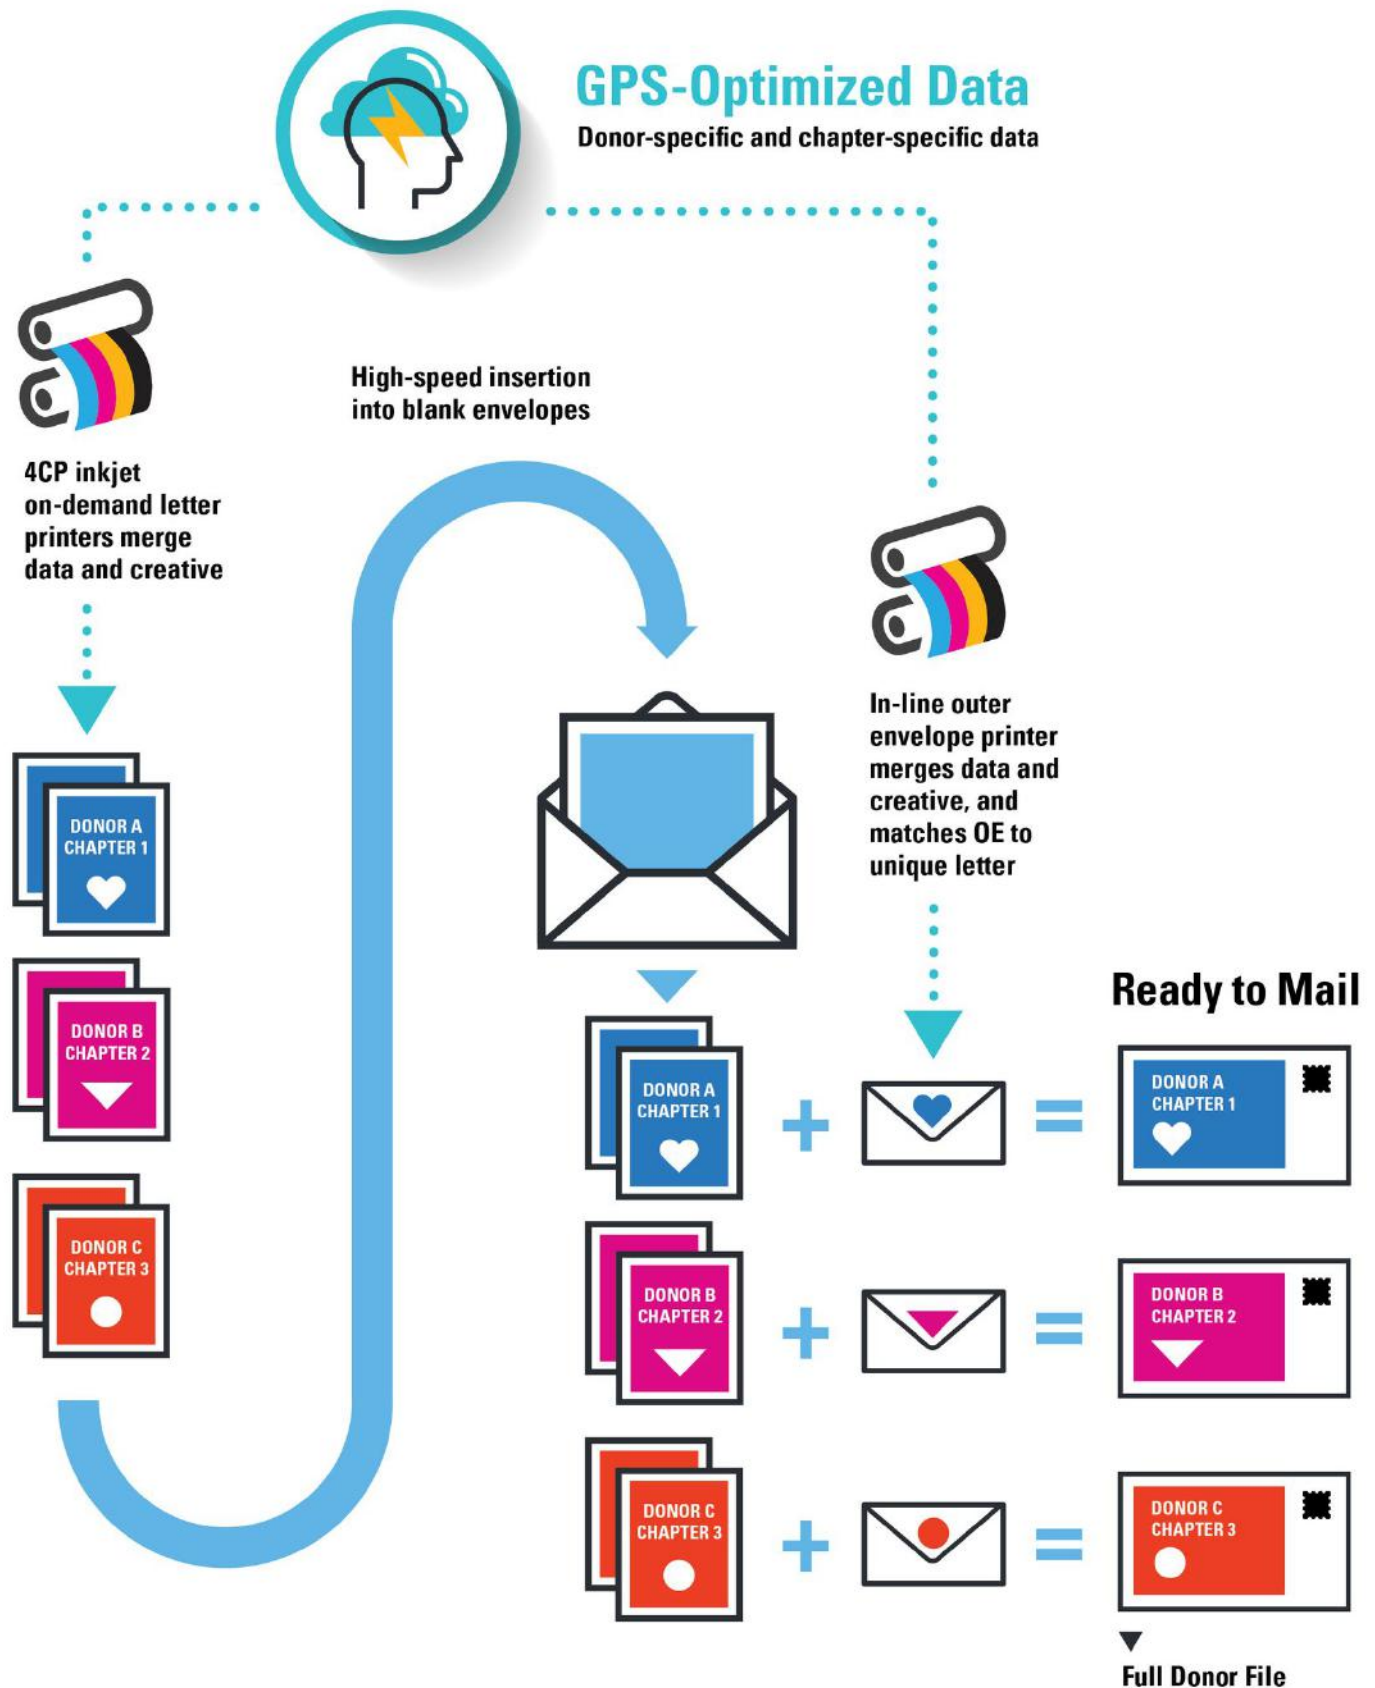 GPS-Optimized Data
Donor-specific and chapter-specific data
High-speed insertion
into blank envelopes
4CP inkjet
on-demand letter
printers merge
data and creative
In-line outer
envelope printer
merges data and
creative, and
matches OE to
unique letter
DONOR A
CHAPTER 1
DONOR B
CHAPTER 2
DONOR C
CHAPTER 3
Ready to Mail
DONOR A
CHAPTER 1
DONOR A
CHAPTER 1
DONOR B
CHAPTER 2
DONOR B
CHAPTER 2
DONOR C
CHAPTER 3
DONOR C
CHAPTER 3
Full Donor File